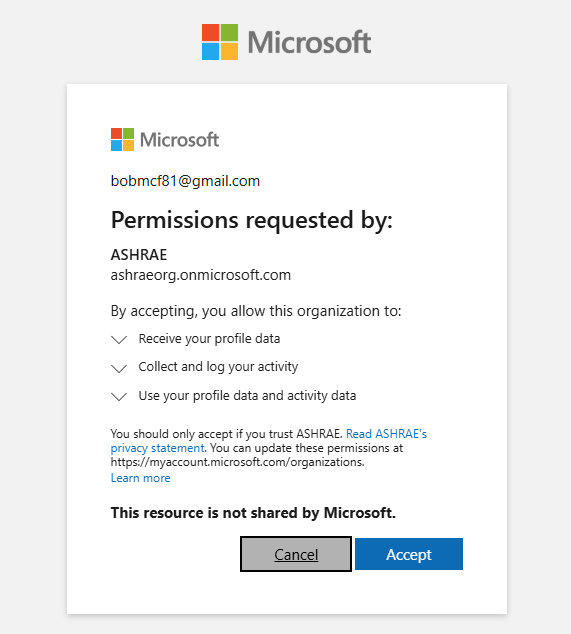 Microsoft
Microsoft
bobmcf81@gmail.com
Permissions requested by:
ASHRAE
ashraeorg.onmicrosoft.com
By accepting, you allow this organization to:
Receive your profile data
Collect and log your activity
Use your profile data and activity data
You should only accept if you trust ASHRAE. Read ASHRAE's
privacy statement. You can update these permissions at
https://myaccount.microsoft.com/organizations.
Learn more
This resource is not shared by Microsoft.
Cancel Accept